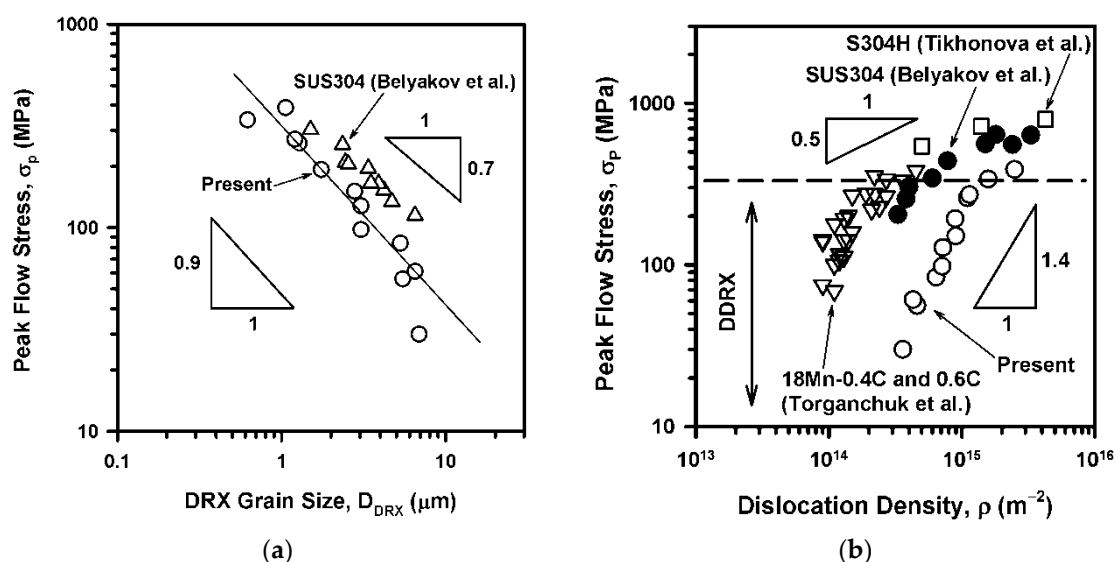 1000
100
10
Peak Flow Stress, σp (MPa)
SUS304 (Belyakov et al.)
1
0.7
Present
0.9
1
0.1
1
10
DRX Grain Size, DDRX (μm)
(a)
S304H (Tikhonova et al.)
SUS304 (Belyakov et al.)
1
0.5
1000
100
10
Peak Flow Stress, σP (MPa)
DDRX
1.4
1
Present
18Mn-0.4C and 0.6C
(Torganchuk et al.)
10¹³
10¹⁴
10¹⁵
10¹⁶
Dislocation Density, ρ (m⁻²)
(b)